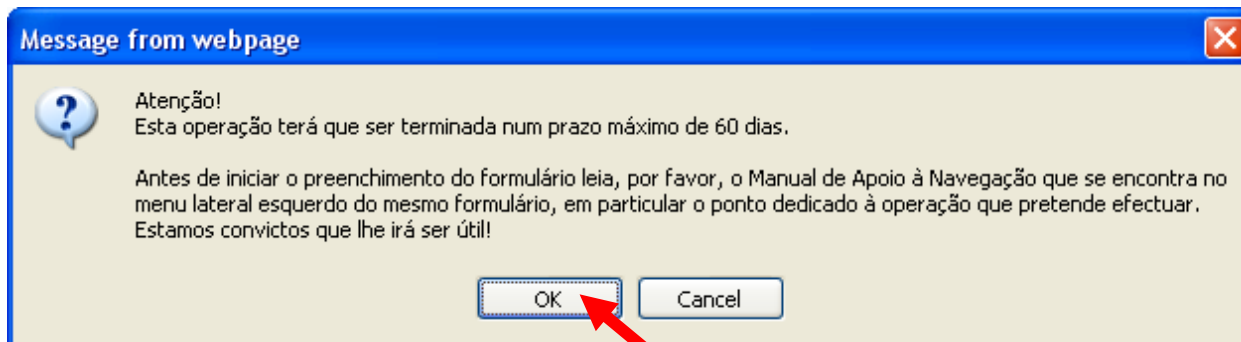 Message from webpage
Atenção!
Esta operação terá que ser terminada num prazo máximo de 60 dias.
Antes de iniciar o preenchimento do formulário leia, por favor, o Manual de Apoio à Navegação que se encontra no
menu lateral esquerdo do mesmo formulário, em particular o ponto dedicado à operação que pretende efectuar.
Estamos convictos que lhe irá ser útil!
OK Cancel